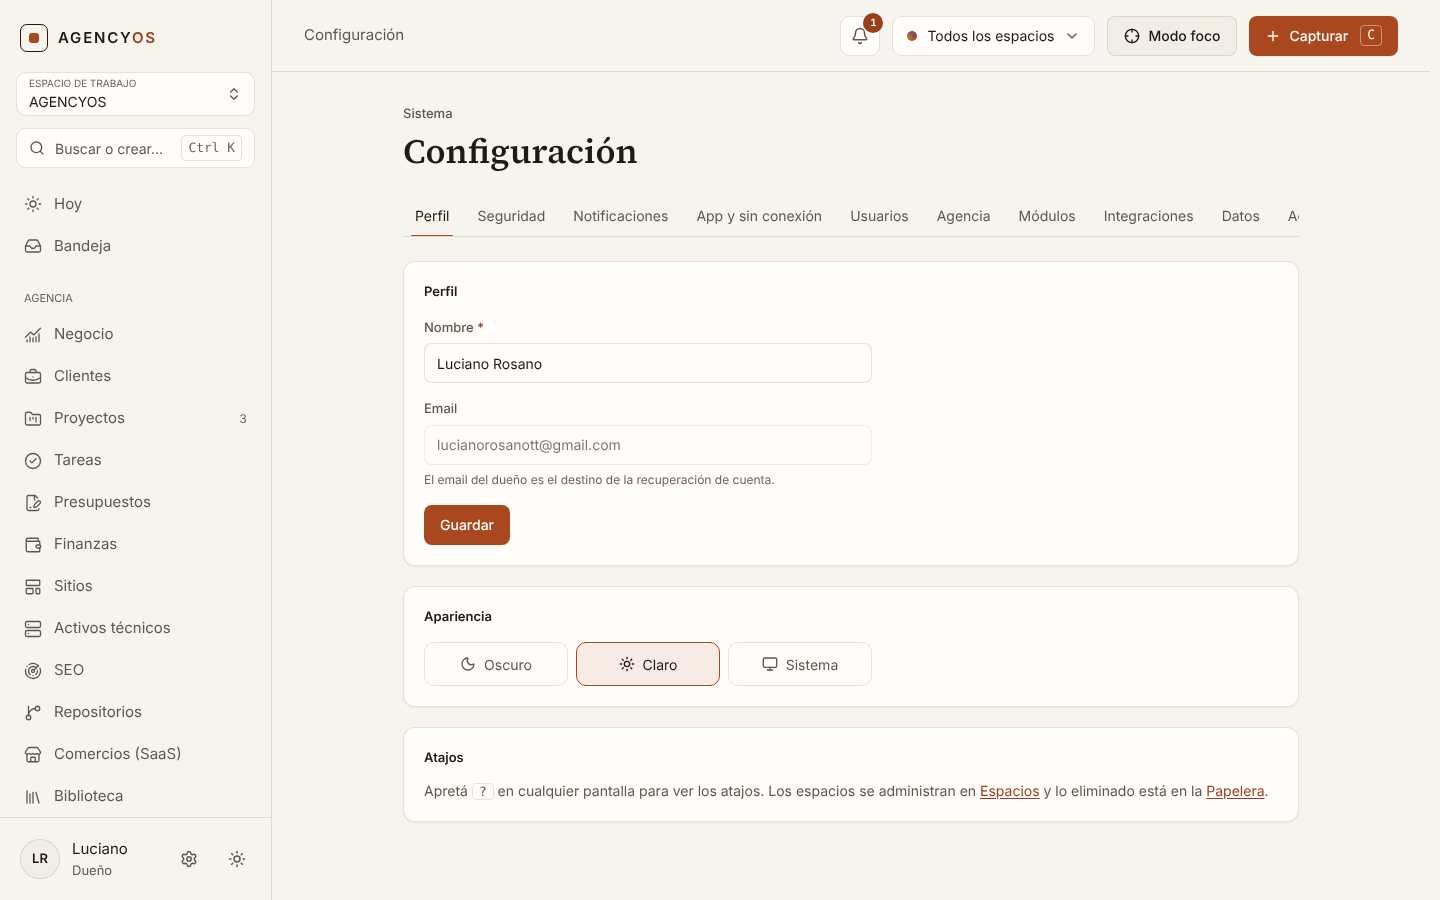 AGENCYOS
ESPACIO DE TRABAJO
AGENCYOS
Buscar o crear... Ctrl K
Hoy
Bandeja
AGENCIA
Negocio
Clientes
Proyectos 3
Tareas
Presupuestos
Finanzas
Sitios
Activos técnicos
SEO
Repositorios
Comercios (SaaS)
Biblioteca
LR
Luciano
Dueño
Configuración
1
Todos los espacios
Modo foco
Capturar C
Sistema
Configuración
Perfil Seguridad Notificaciones App y sin conexión Usuarios Agencia Módulos Integraciones Datos
Perfil
Nombre *
Luciano Rosano
Email
lucianorosanott@gmail.com
El email del dueño es el destino de la recuperación de cuenta.
Guardar
Apariencia
Oscuro Claro Sistema
Atajos
Apretá ? en cualquier pantalla para ver los atajos. Los espacios se administran en Espacios y lo eliminado está en la Papelera.